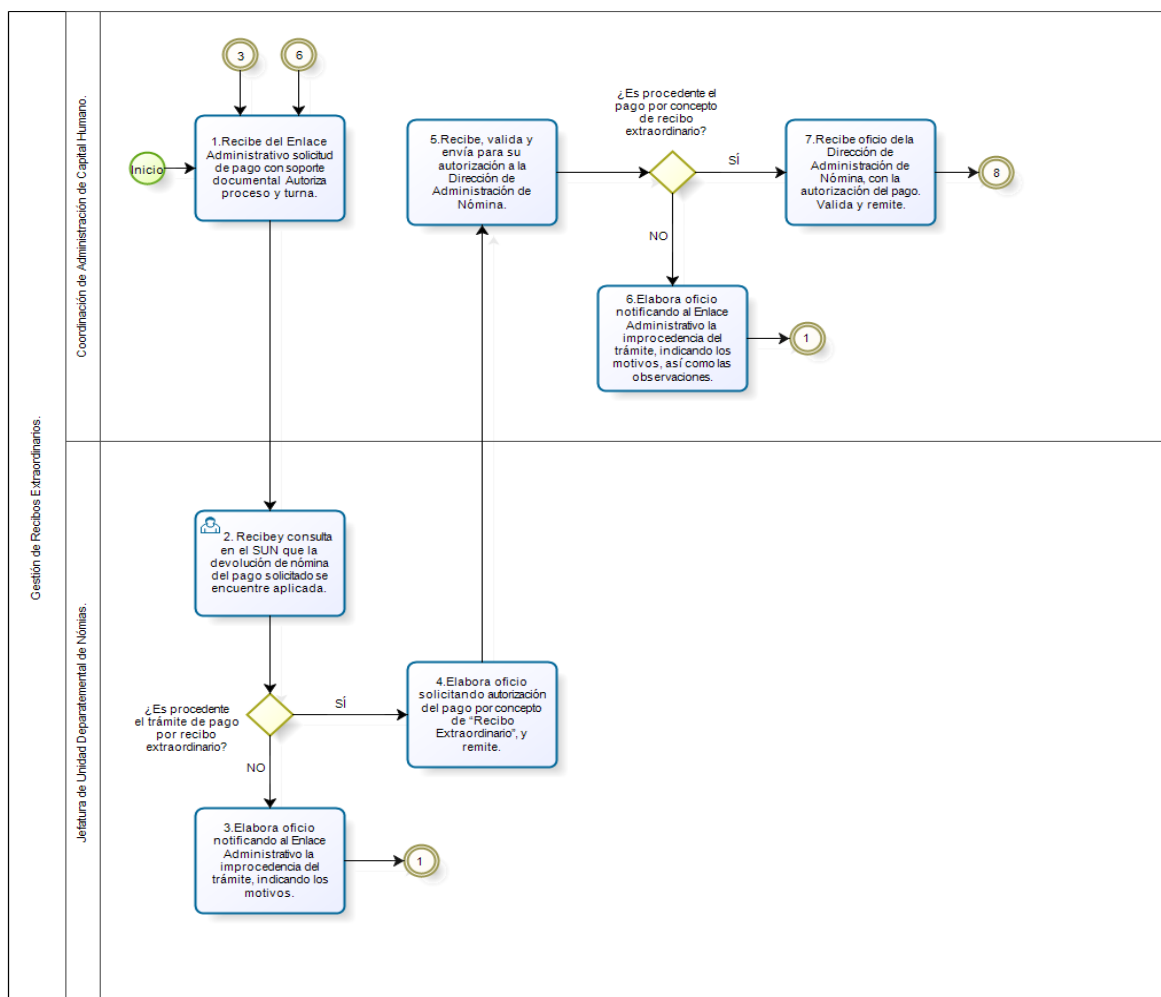 Gestión de Recibos Extraordinarios.
Coordinación de Administración de Capital Humano.
3
6
Inicio
1.Recibe del Enlace
Administrativo solicitud
de pago con soporte
documental Autoriza
proceso y turna.
5.Recibe, valida y
envía para su
autorización a la
Dirección de
Administración de
Nómina.
¿Es procedente el
pago por concepto
de recibo
extraordinario?
SÍ
7.Recibe oficio de la
Dirección de
Administración de
Nómina, con la
autorización del pago.
Valida y remite.
8
NO
6.Elabora oficio
notificando al Enlace
Administrativo la
improcedencia del
trámite, indicando los
motivos, así como las
observaciones.
1
Jefatura de Unidad Deparatemental de Nómias.
2. Recibey consulta
en el SUN que la
devolución de nómina
del pago solicitado se
encuentre aplicada.
¿Es procedente
el trámite de pago
por recibo
extraordinario?
SÍ
4.Elabora oficio
solicitando autorización
del pago por concepto
de “Recibo
Extraordinario”, y
remite.
NO
3.Elabora oficio
notificando al Enlace
Administrativo la
improcedencia del
trámite, indicando los
motivos.
1